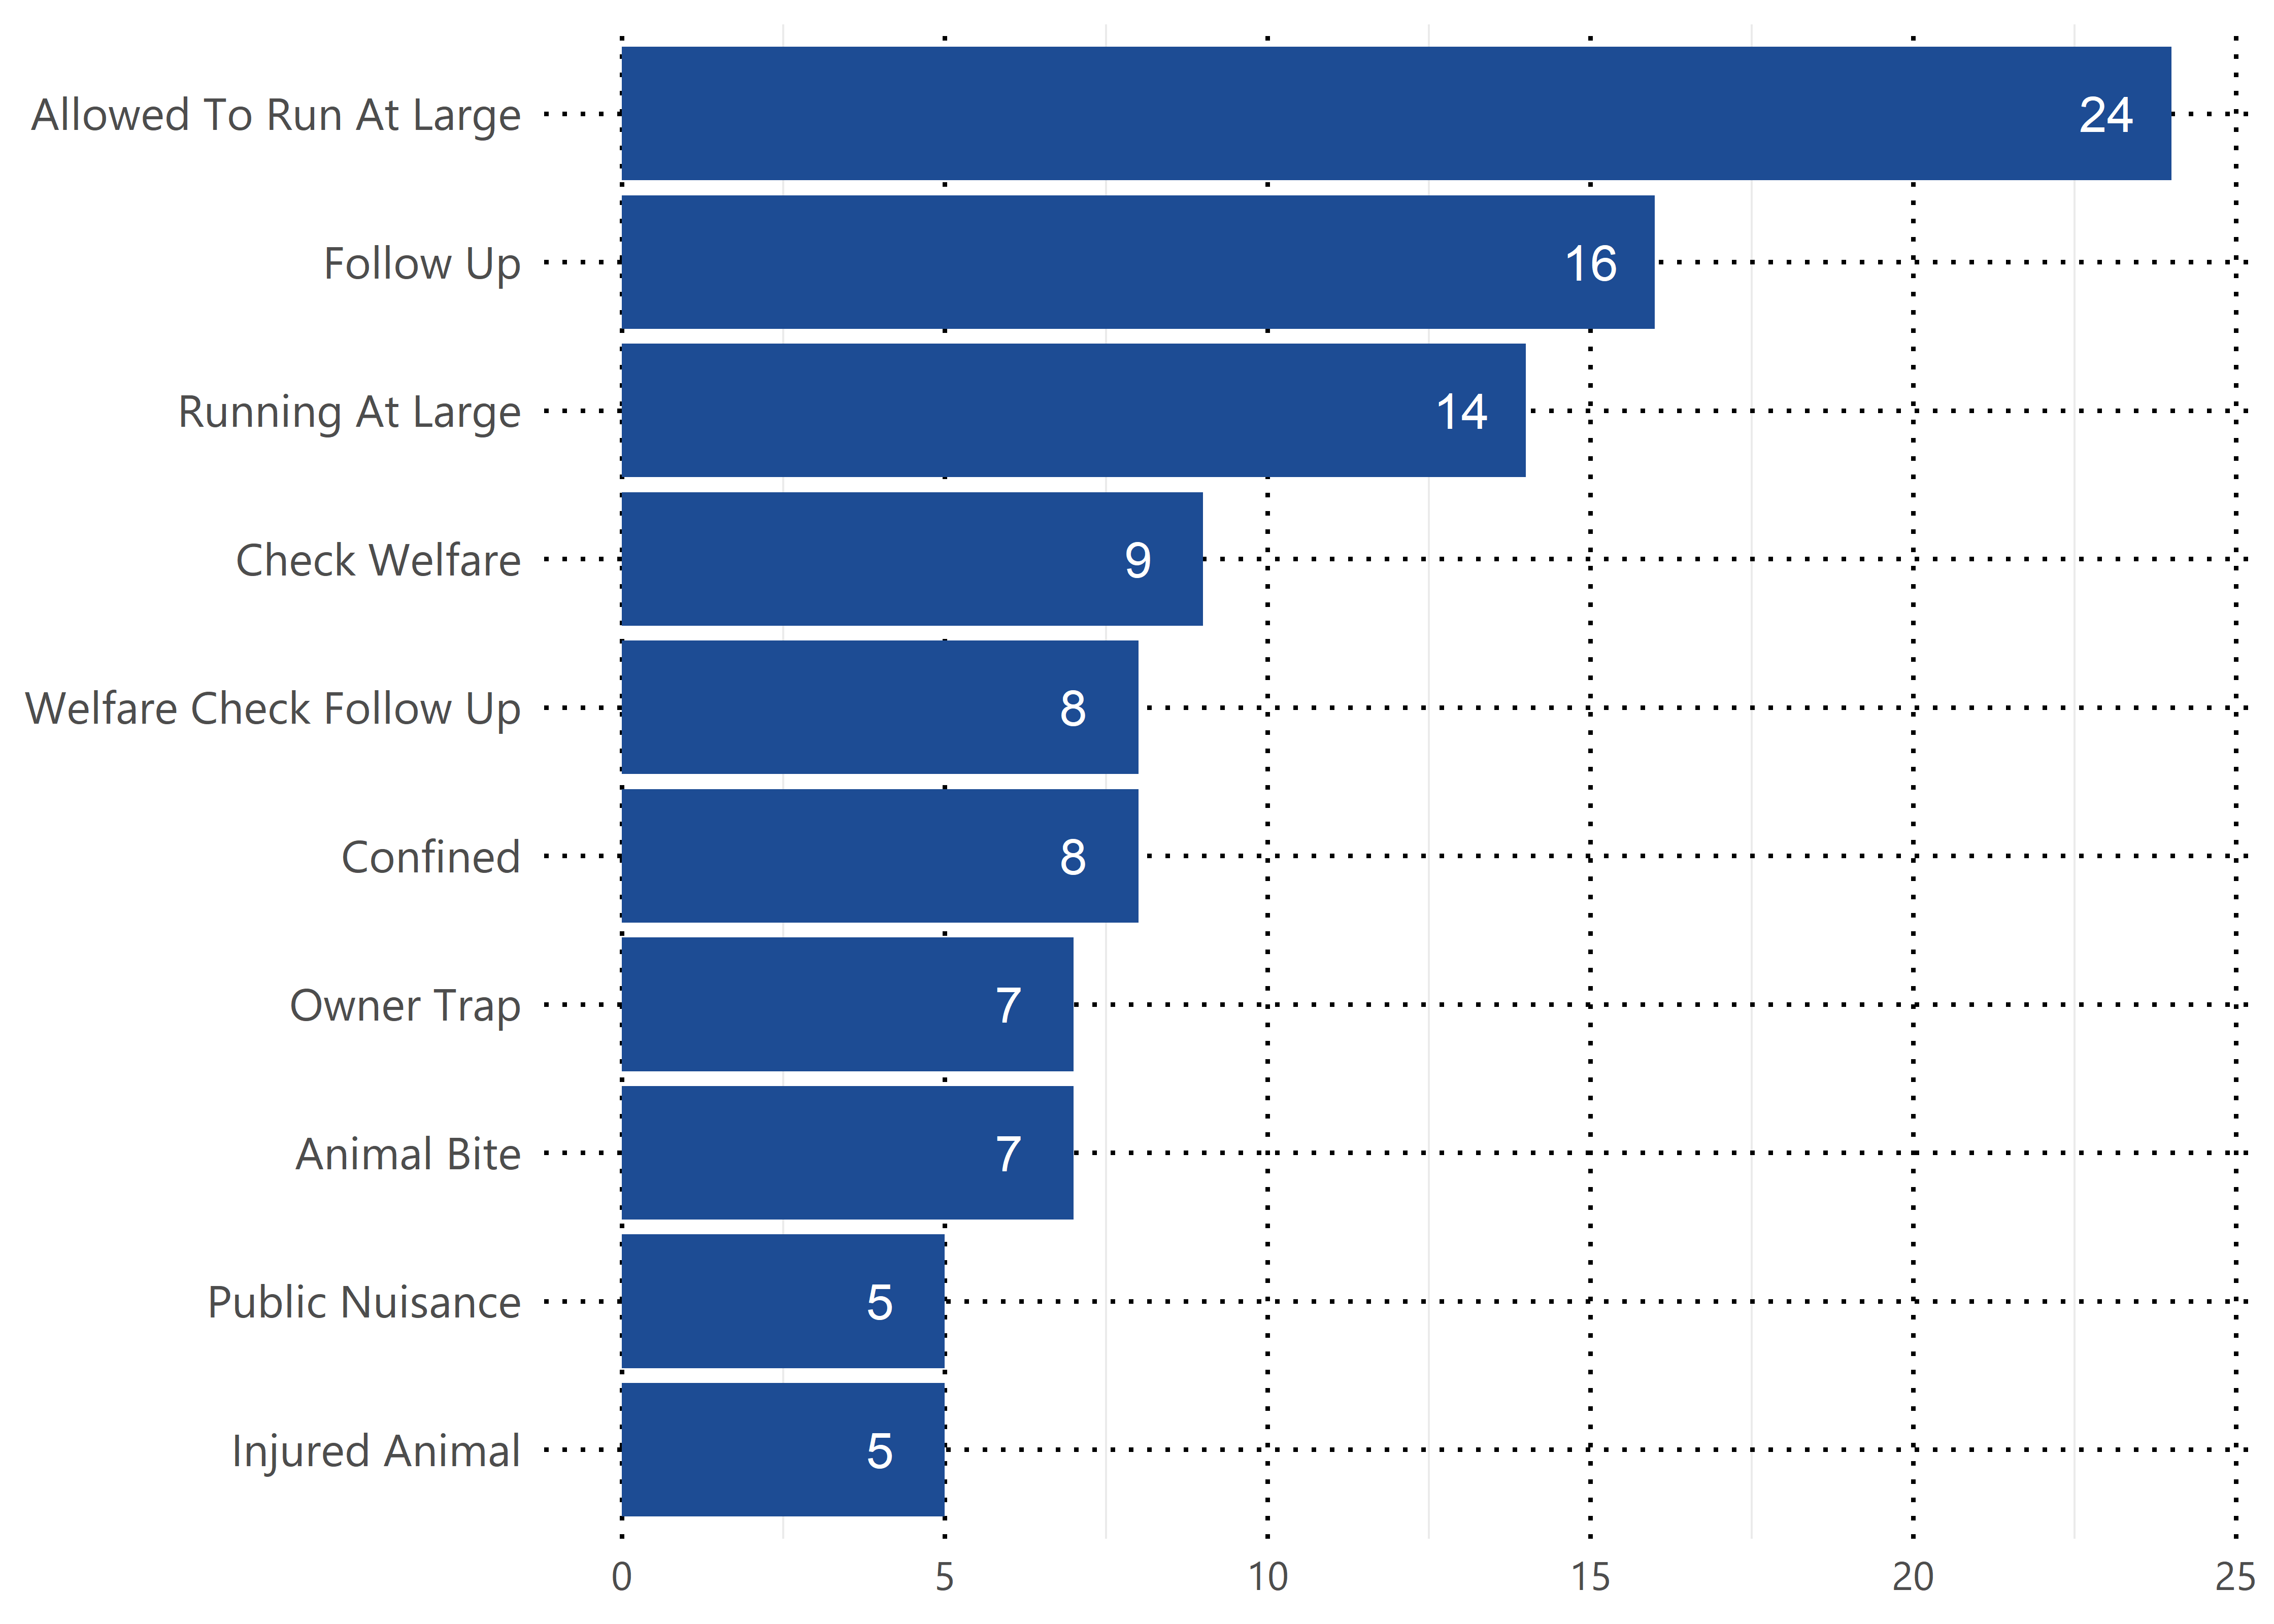 Allowed To Run At Large 24
Follow Up 16
Running At Large 14
Check Welfare 9
Welfare Check Follow Up 8
Confined 8
Owner Trap 7
Animal Bite 7
Public Nuisance 5
Injured Animal 5
0 5 10 15 20 25